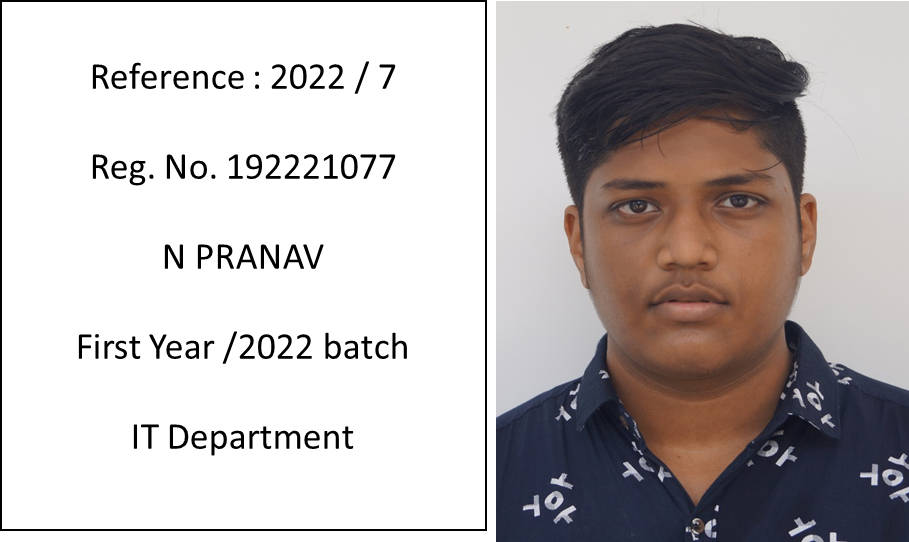 Reference : 2022 / 7
Reg. No. 192221077
N PRANAV
First Year /2022 batch
IT Department